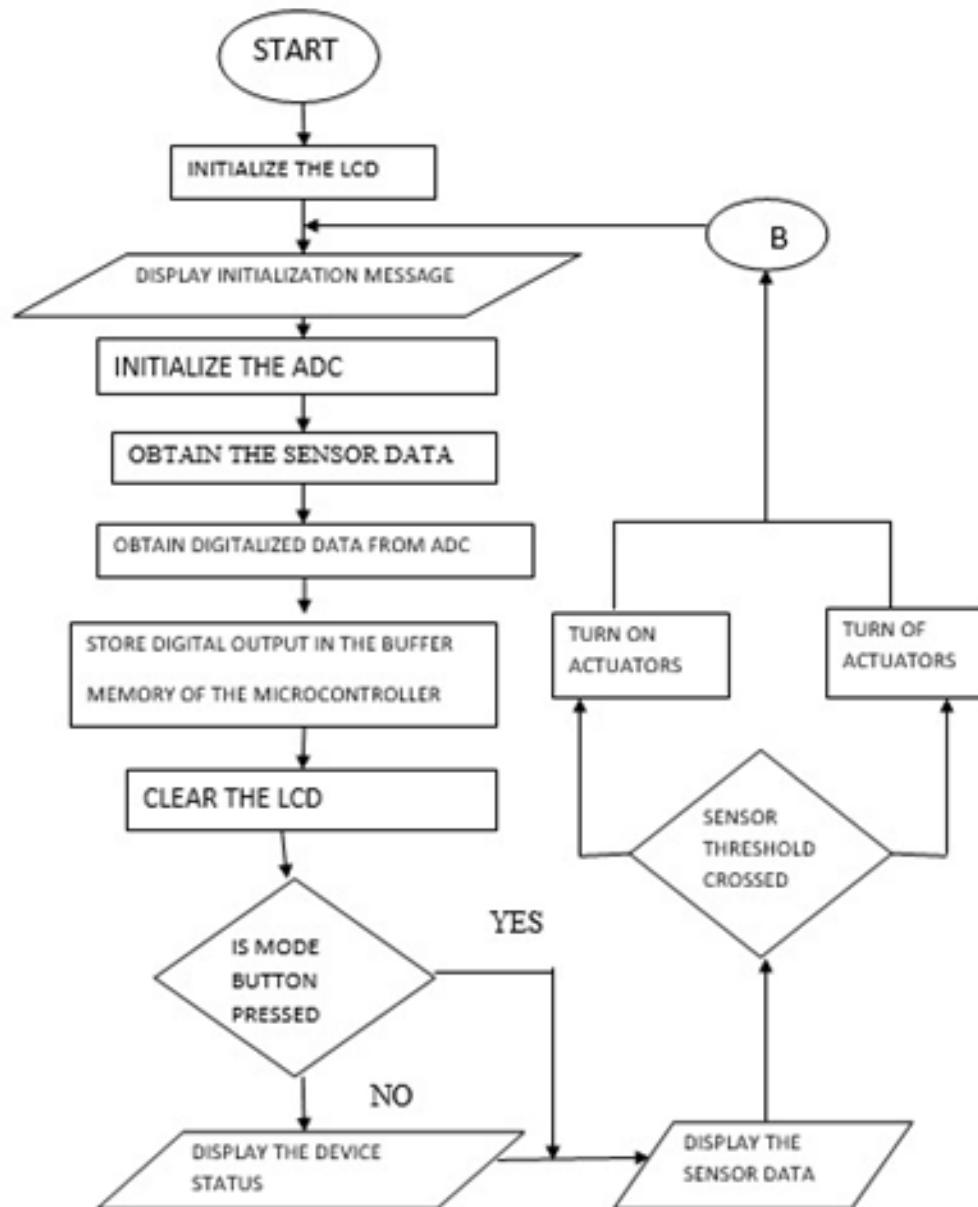 START
INITIALIZE THE LCD
B
DISPLAY INITIALIZATION MESSAGE
INITIALIZE THE ADC
OBTAIN THE SENSOR DATA
OBTAIN DIGITALIZED DATA FROM ADC
STORE DIGITAL OUTPUT IN THE BUFFER
MEMORY OF THE MICROCONTROLLER
CLEAR THE LCD
IS MODE
BUTTON
PRESSED
YES
NO
DISPLAY THE DEVICE
STATUS
DISPLAY THE
SENSOR DATA
SENSOR
THRESHOLD
CROSSED
TURN ON
ACTUATORS
TURN OF
ACTUATORS